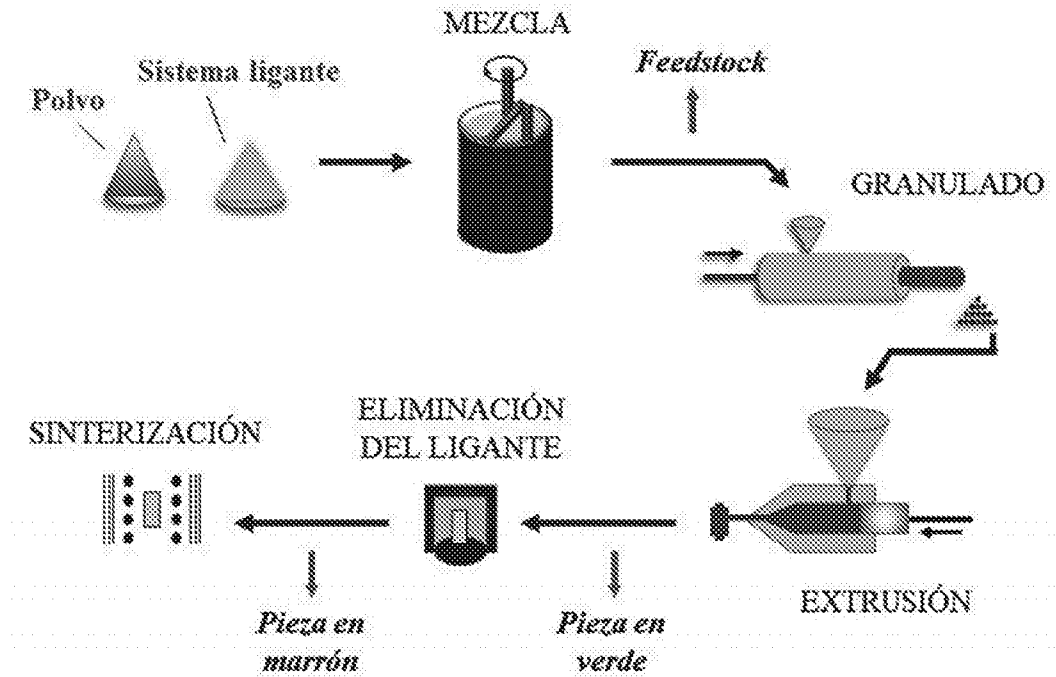 MEZCLA
Sistema ligante
Polvo
Feedstock
GRANULADO
EXTRUSIÓN
Pieza en
verde
ELIMINACIÓN
DEL LIGANTE
Pieza en
marrón
SINTERIZACIÓN